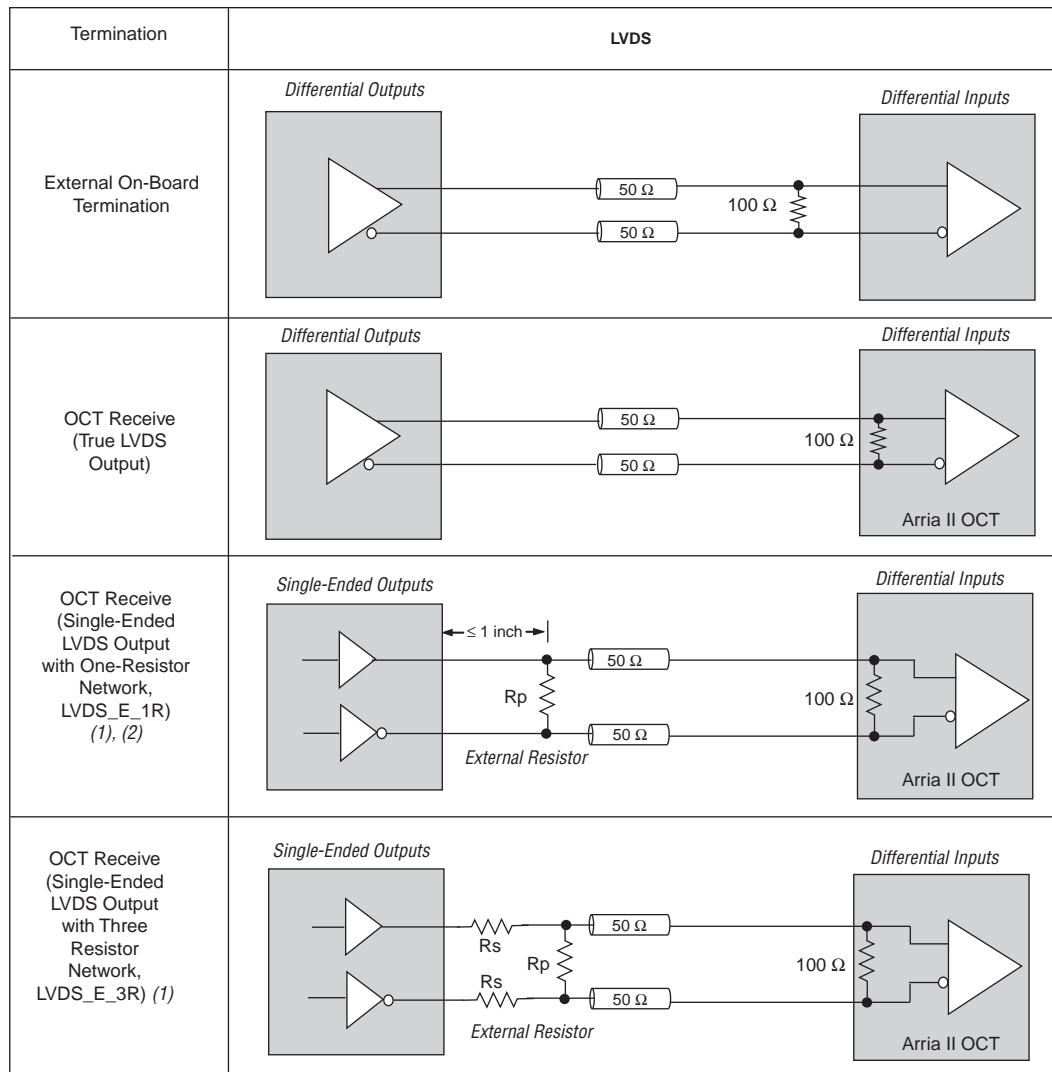 Termination
LVDS
External On-Board
Termination
Differential Outputs
Differential Inputs
50 Ω
100 Ω
50 Ω
OCT Receive
(True LVDS
Output)
Differential Outputs
Differential Inputs
50 Ω
100 Ω
50 Ω
Arria II OCT
OCT Receive
(Single-Ended
LVDS Output
with One-Resistor
Network,
LVDS_E_1R)
(1), (2)
Single-Ended Outputs
Differential Inputs
≤ 1 inch
50 Ω
Rp
100 Ω
50 Ω
External Resistor
Arria II OCT
OCT Receive
(Single-Ended
LVDS Output
with Three
Resistor
Network,
LVDS_E_3R) (1)
Single-Ended Outputs
Differential Inputs
50 Ω
Rs
Rp
100 Ω
Rs
50 Ω
External Resistor
Arria II OCT